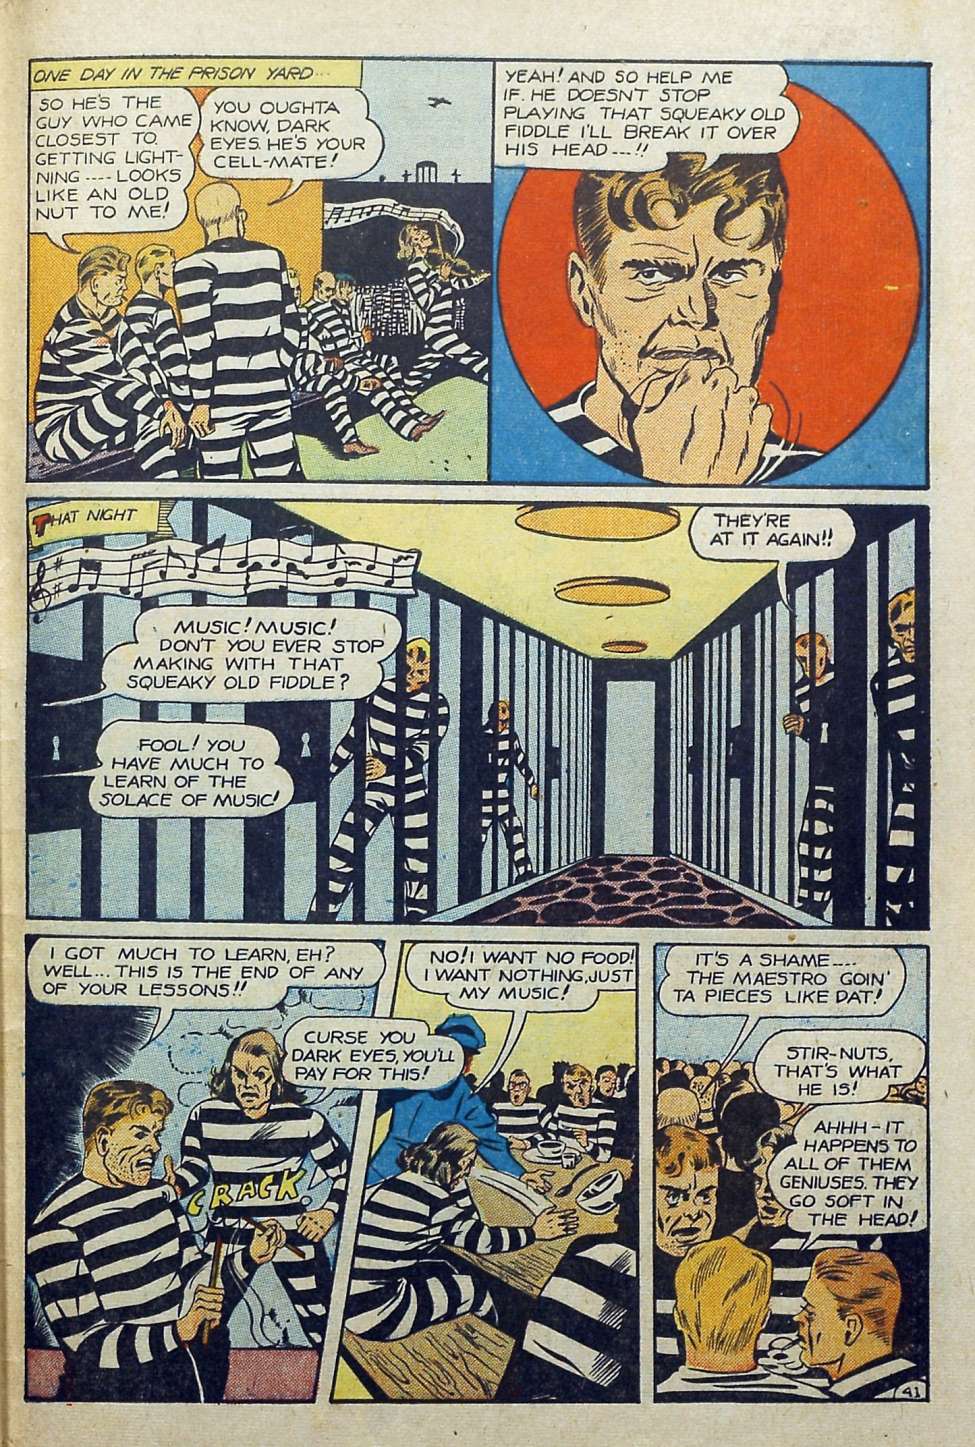 ONE DAY IN THE PRISON YARD...
SO HE'S THE
GUY WHO CAME
CLOSEST TO
GETTING LIGHT-
NING .... LOOKS
LIKE AN OLD
NUT TO ME!
YOU OUGHTA
KNOW, DARK
EYES. HE'S YOUR
CELL-MATE!
YEAH! AND SO HELP ME
IF HE DOESN'T STOP
PLAYING THAT SQUEAKY OLD
FIDDLE I'LL BREAK IT OVER
HIS HEAD...!!
THAT NIGHT
MUSIC! MUSIC!
DON'T YOU EVER STOP
MAKING WITH THAT
SQUEAKY OLD FIDDLE?
FOOL! YOU
HAVE MUCH TO
LEARN OF THE
SOLACE OF MUSIC!
THEY'RE
AT IT AGAIN!!
I GOT MUCH TO LEARN, EH?
WELL... THIS IS THE END OF ANY
OF YOUR LESSONS!!
CURSE YOU
DARK EYES, YOU'LL
PAY FOR THIS!
CRACK.
NO! I WANT NO FOOD!
I WANT NOTHING, JUST
MY MUSIC!
IT'S A SHAME....
THE MAESTRO GOIN'
TA PIECES LIKE DAT!
STIR-NUTS,
THAT'S WHAT
HE IS!
AHHH - IT
HAPPENS TO
ALL OF THEM
GENIUSES. THEY
GO SOFT IN
THE HEAD!
41